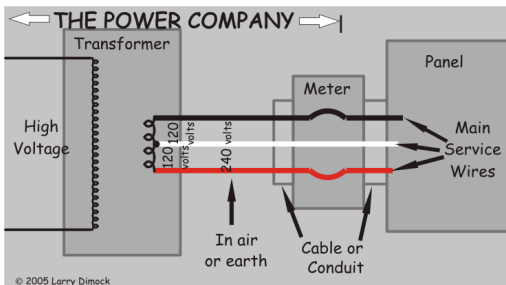 THE POWER COMPANY
Transformer
Panel
Meter
High
Voltage
120
volts
120
volts
240 volts
Main
Service
Wires
In air
or earth
Cable or
Conduit
© 2005 Larry Dimock